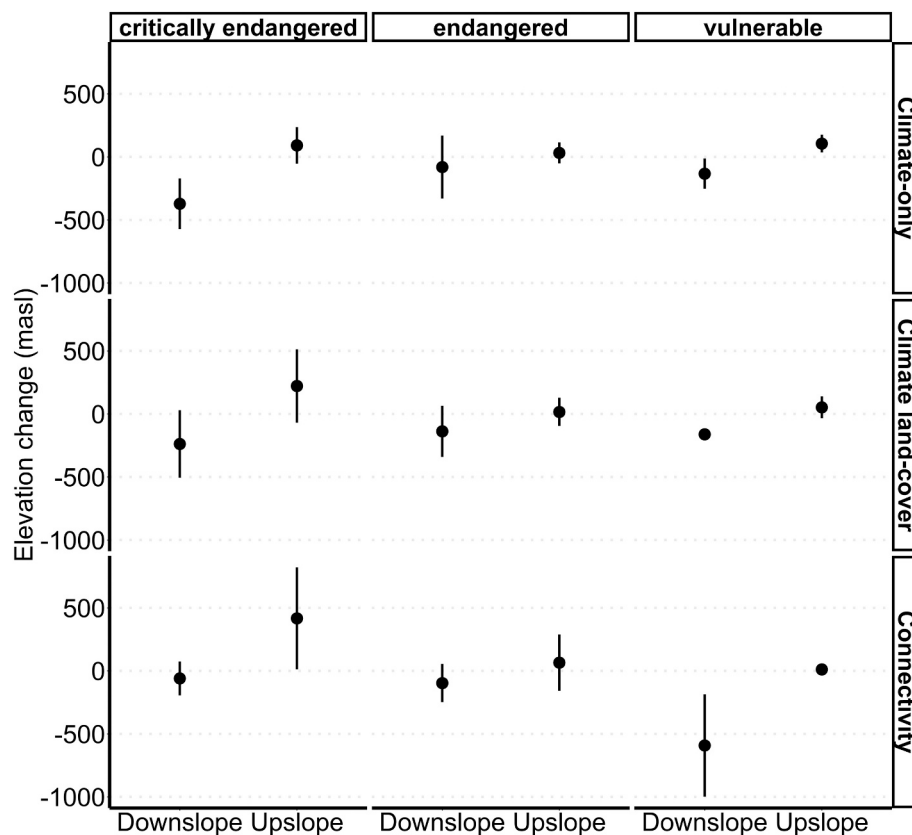 critically endangered endangered vulnerable
Elevation change (masl)
500
0
-500
-1000
Climate-only
500
0
-500
-1000
Climate land-cover
500
0
-500
-1000
Connectivity
Downslope Upslope Downslope Upslope Downslope Upslope